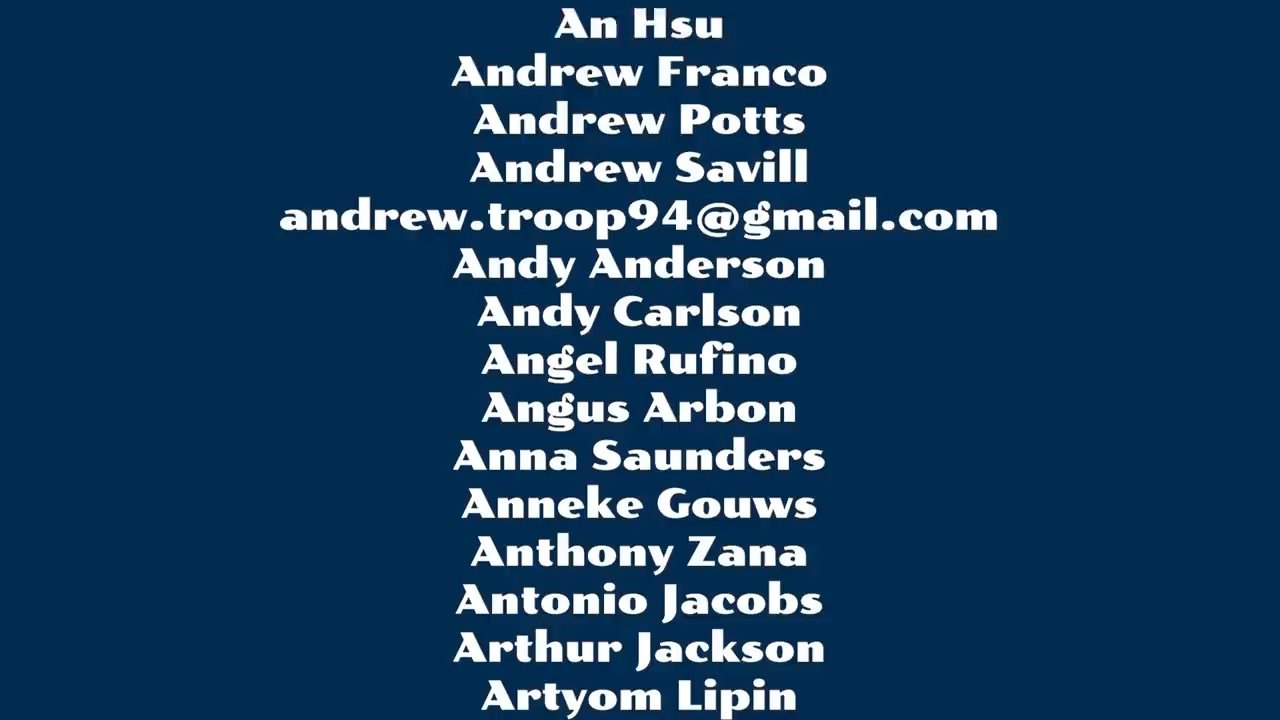 An Hsu
Andrew Franco
Andrew Potts
Andrew Savill
andrew.troop94@gmail.com
Andy Anderson
Andy Carlson
Angel Rufino
Angus Arbon
Anna Saunders
Anneke Gouws
Anthony Zana
Antonio Jacobs
Arthur Jackson
Artyom Lipin